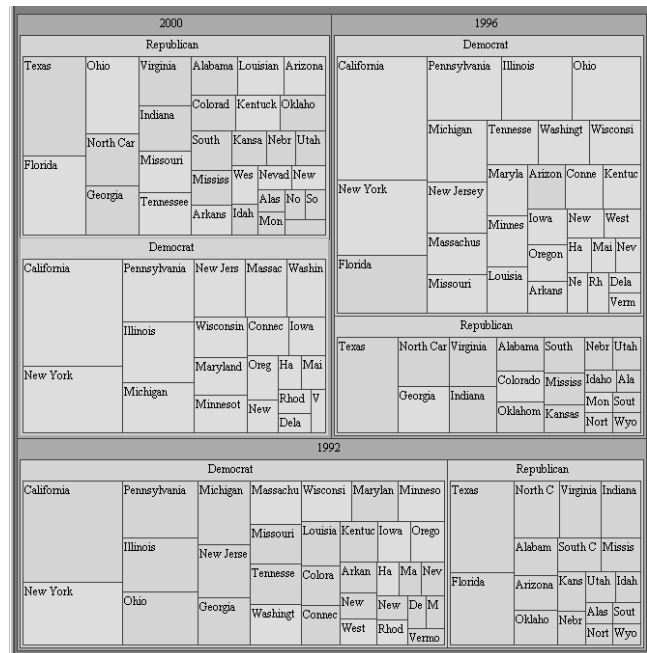 2000
Republican
Texas
Ohio
Virginia
Alabama
Louisian
Arizona
Colorad
Kentuck
Oklaho
Indiana
South
Kansa
Nebr
Utah
North Car
Florida
Missouri
Mississ
Wes
Nevad
New
Georgia
Tennessee
Arkans
Idah
Alas
No
So
Mon
Democrat
California
Pennsylvania
New Jers
Massac
Washin
Illinois
Wisconsin
Connec
Iowa
New York
Maryland
Oreg
Ha
Mai
Michigan
Minnesot
New
Rhod
V
Dela
1996
Democrat
California
Pennsylvania
Illinois
Ohio
Michigan
Tennesse
Washingt
Wisconsi
New York
New Jersey
Maryla
Arizon
Conne
Kentuc
Minnes
Iowa
New
West
Massachus
Oregon
Ha
Mai
Nev
Florida
Missouri
Louisia
Arkans
Ne
Rh
Dela
Verm
Republican
Texas
North Car
Virginia
Alabama
South
Nebr
Utah
Colorado
Mississ
Idaho
Ala
Georgia
Indiana
Oklahom
Kansas
Mon
Sout
Nort
Wyo
1992
Democrat
California
Pennsylvania
Michigan
Massachu
Wisconsi
Marylan
Minneso
Missouri
Louisia
Kentuc
Iowa
Orego
Illinois
New Jerse
Tennesse
Colora
Arkan
Ha
Ma
Nev
New York
Ohio
Georgia
Washingt
Connec
New
New
De
M
West
Rhod
Vermo
Republican
Texas
North C
Virginia
Indiana
Alabam
South C
Missis
Florida
Arizona
Kans
Utah
Idah
Oklaho
Nebr
Alas
Sout
Nort
Wyo